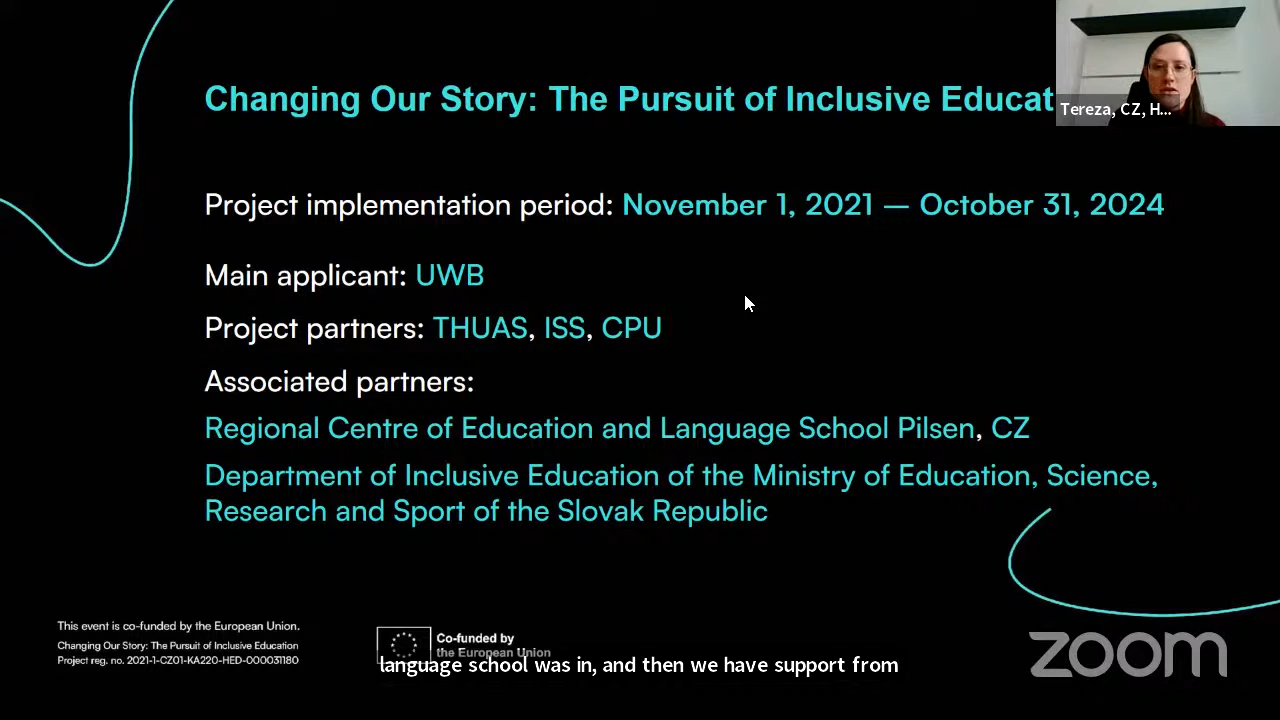 Changing Our Story: The Pursuit of Inclusive Educat
Tereza, CZ, H...
Project implementation period: November 1, 2021 — October 31, 2024
Main applicant: UWB
Project partners: THUAS, ISS, CPU
Associated partners:
Regional Centre of Education and Language School Pilsen, CZ
Department of Inclusive Education of the Ministry of Education, Science,
Research and Sport of the Slovak Republic
This event is co-funded by the European Union.
Changing Our Story: The Pursuit of Inclusive Education
Project reg. no. 2021-1-CZ01-KA220-HED-000031180
Co-funded by
the European Union
language school was in, and then we have support from
zoom